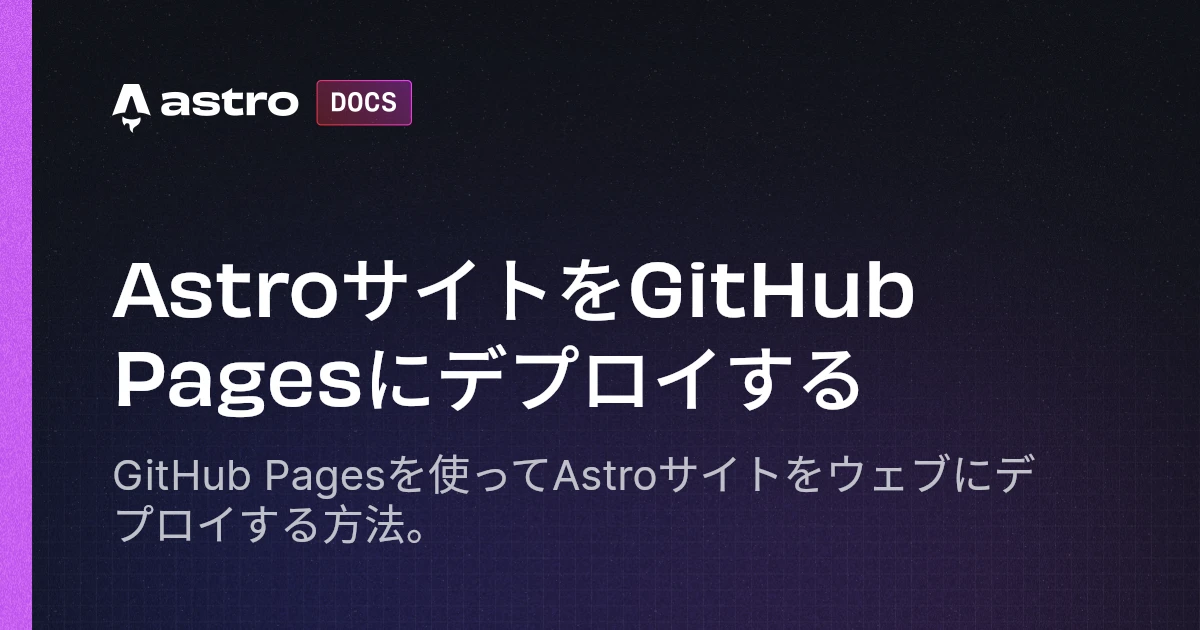 astro DOCS
AstroサイトをGitHub
Pagesにデプロイする
GitHub Pagesを使ってAstroサイトをウェブにデ
プロイする方法。